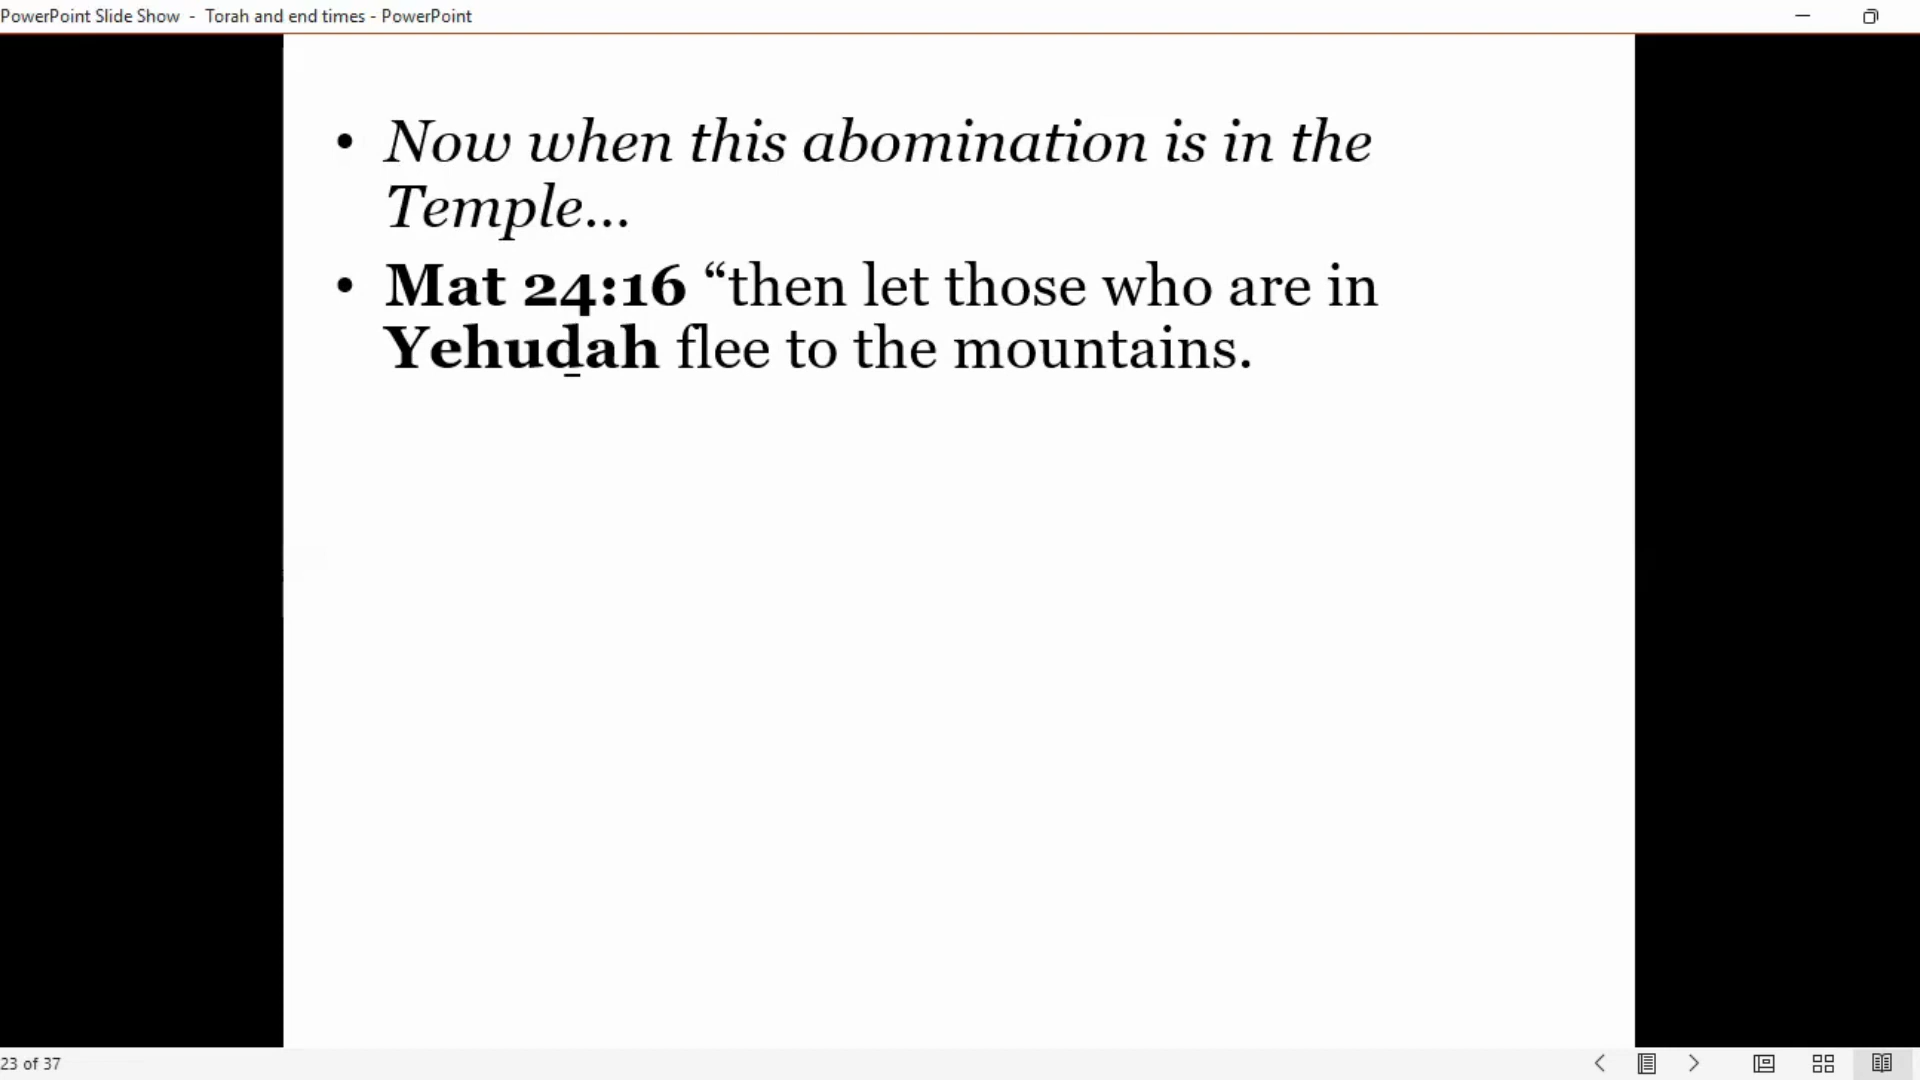 PowerPoint Slide Show - Torah and end times - PowerPoint
• Now when this abomination is in the
Temple...
• Mat 24:16 “then let those who are in
Yehuḏah flee to the mountains.
23 of 37